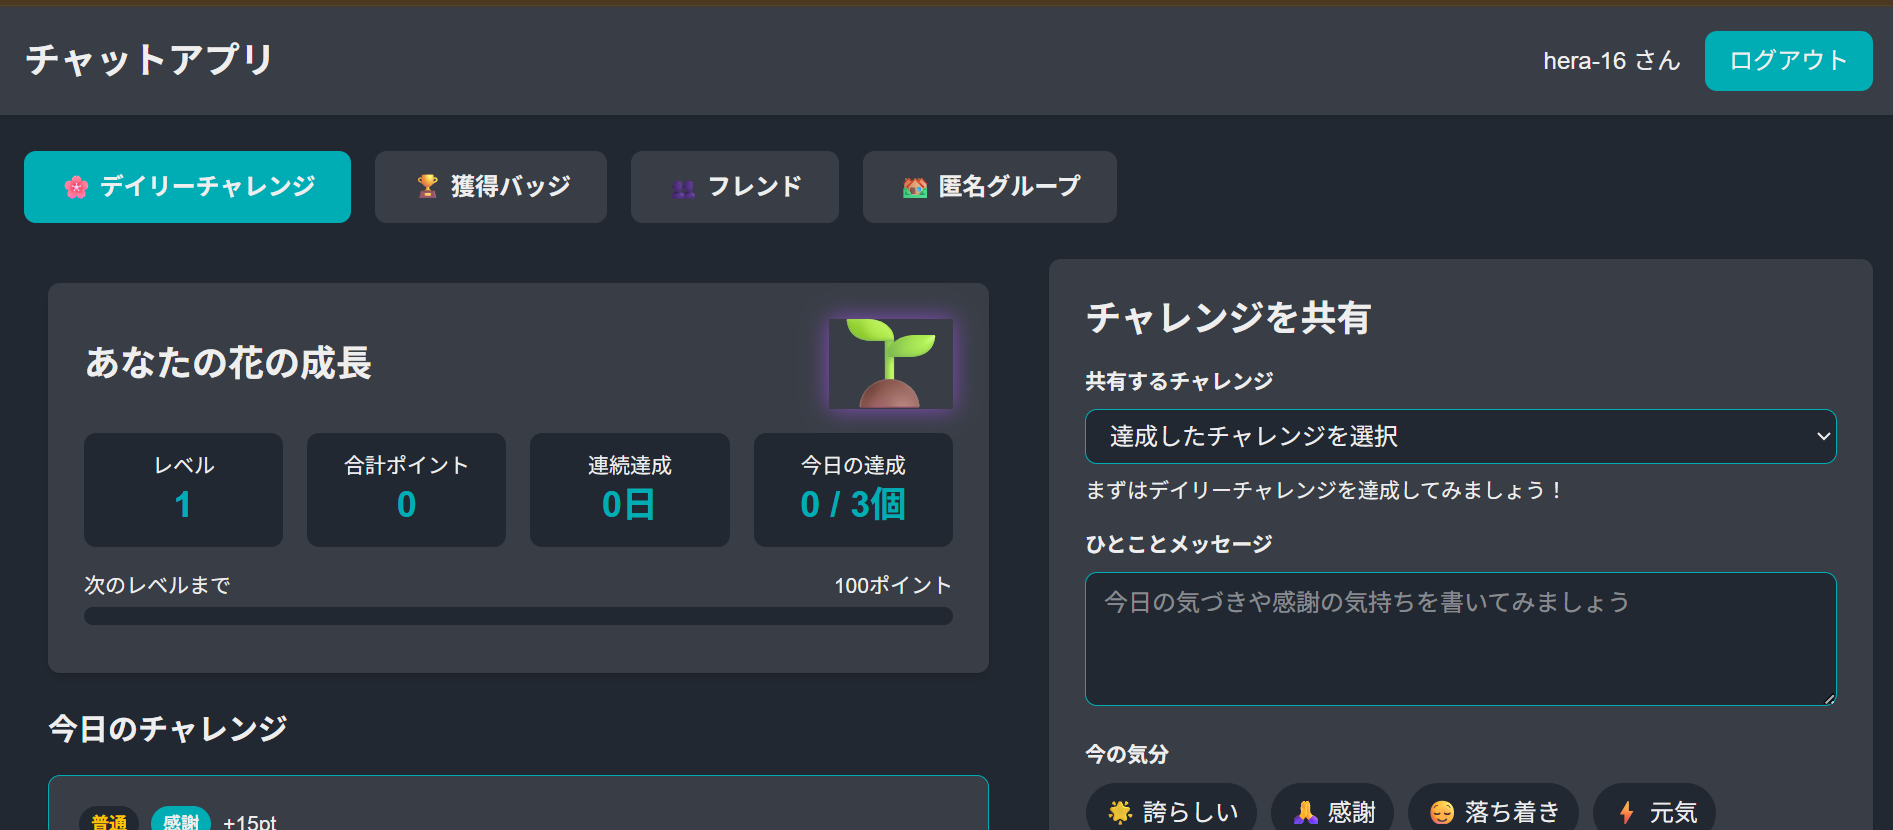 チャットアプリ
hera-16 さん
ログアウト
🌸 デイリーチャレンジ
🏆 獲得バッジ
👥 フレンド
🏘️ 匿名グループ
あなたの花の成長
レベル
1
合計ポイント
0
連続達成
0日
今日の達成
0 / 3個
次のレベルまで
100ポイント
今日のチャレンジ
普通
感謝
+15pt
チャレンジを共有
共有するチャレンジ
達成したチャレンジを選択
まずはデイリーチャレンジを達成してみましょう！
ひとことメッセージ
今日の気づきや感謝の気持ちを書いてみましょう
今の気分
🌟 誇らしい
🙏 感謝
😌 落ち着き
⚡ 元気